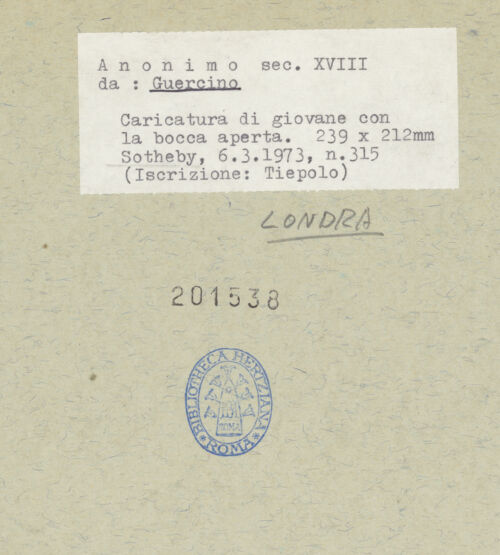 Anonimo sec. XVIII
da : Guercino
Caricatura di giovane con
la bocca aperta. 239 x 212mm
Sotheby, 6.3.1973, n.315
(Iscrizione: Tiepolo)
LONDRA
201538
BIBLIOTHECA HERTZIANA
ROMA
ROMA